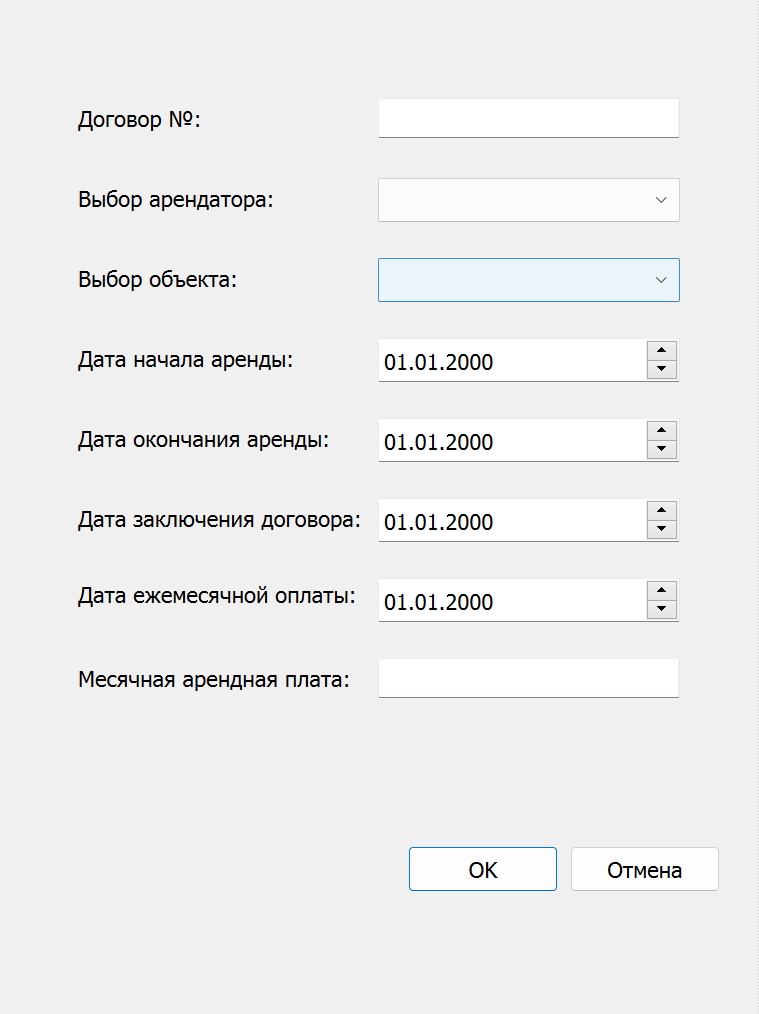 Договор №:
Выбор арендатора:
Выбор объекта:
Дата начала аренды: 01.01.2000
Дата окончания аренды: 01.01.2000
Дата заключения договора: 01.01.2000
Дата ежемесячной оплаты: 01.01.2000
Месячная арендная плата:
OK Отмена